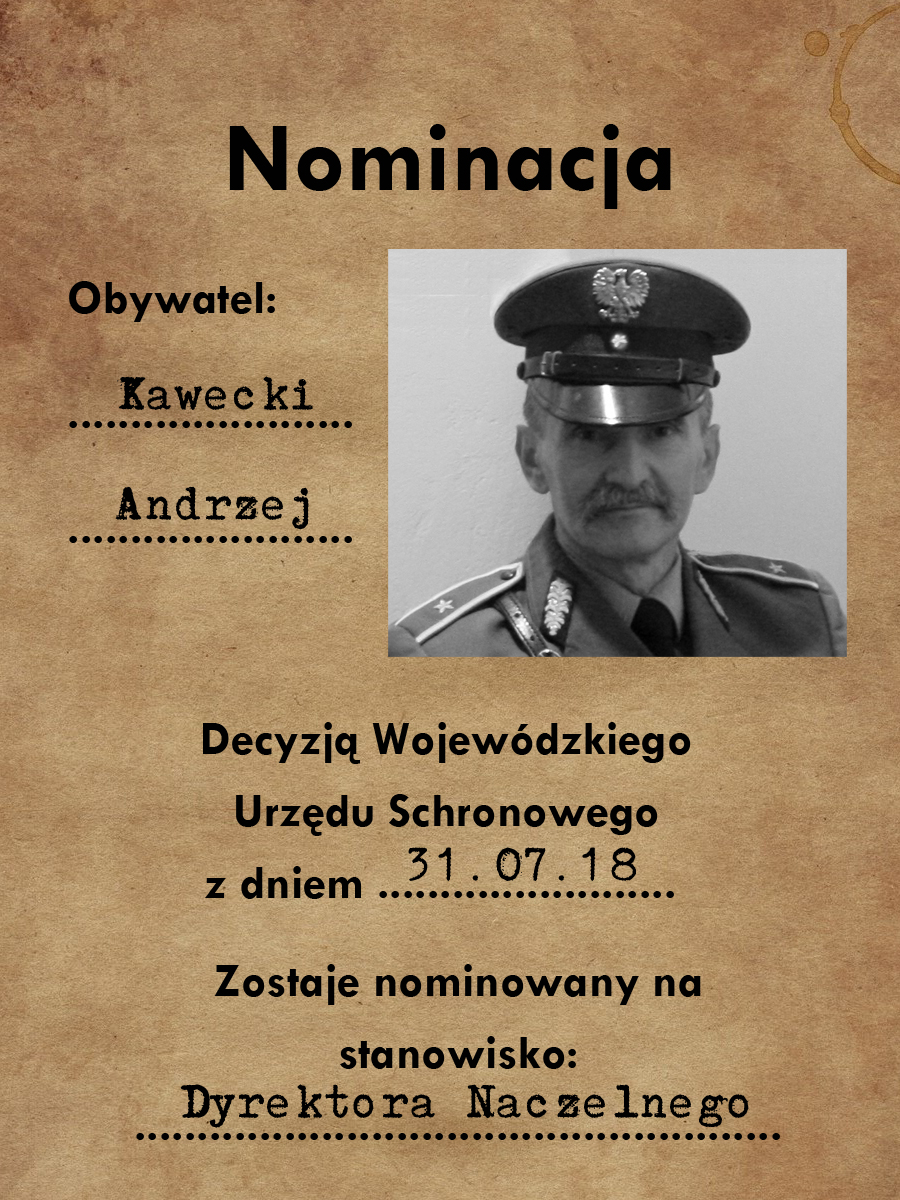 Nominacja
Obywatel:
Kawecki
Andrzej
Decyzją Wojewódzkiego
Urzędu Schronowego
z dniem 31.07.18
Zostaje nominowany na
stanowisko:
Dyrektora Naczelnego